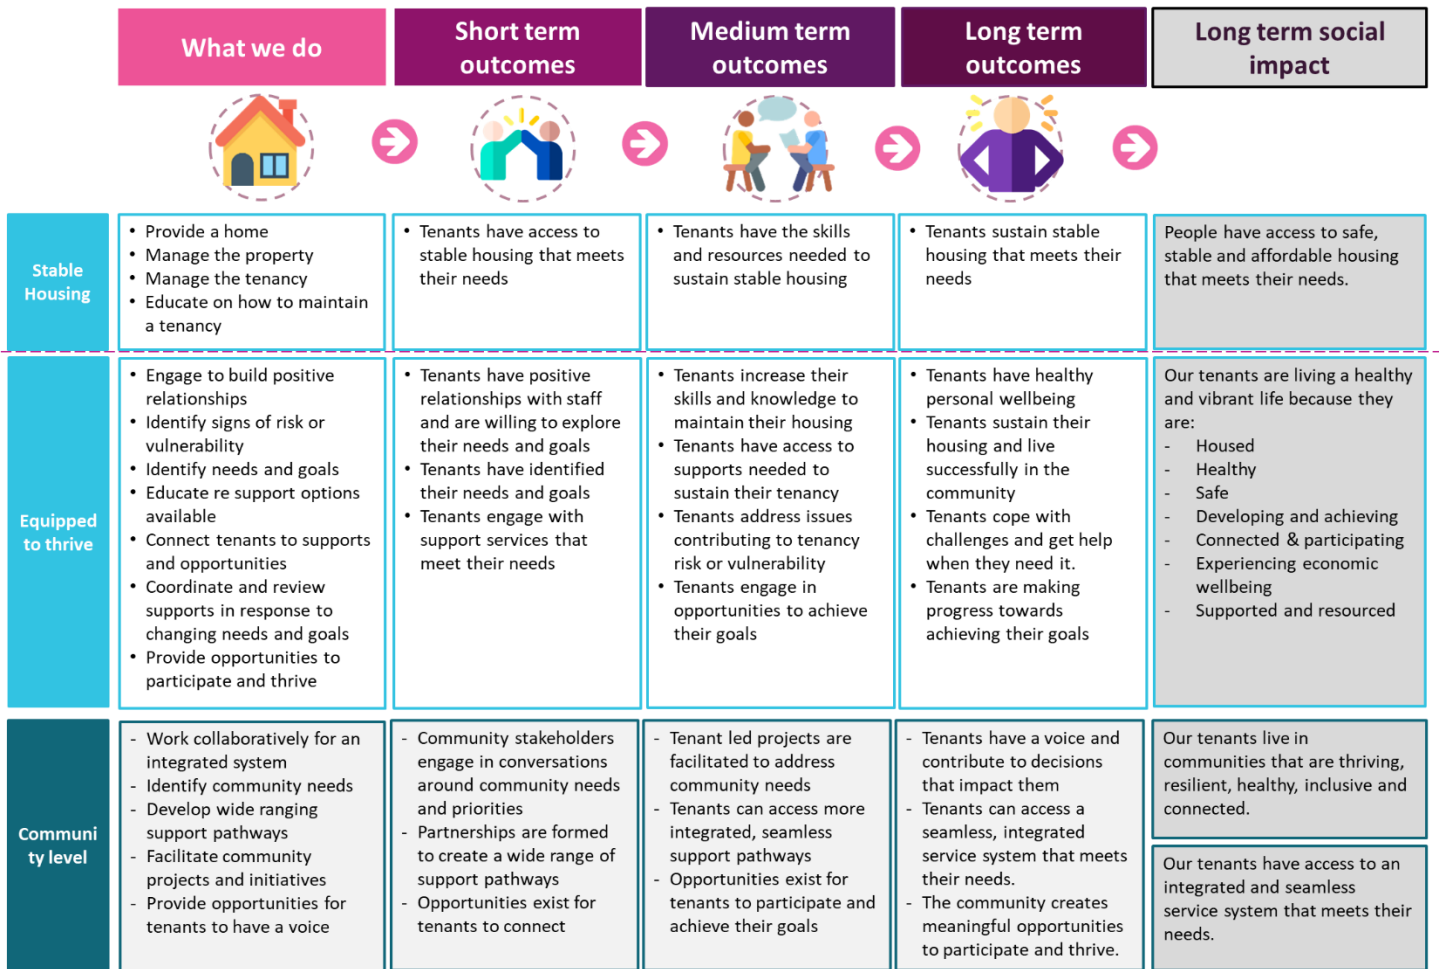 What we do
Short term
outcomes
Medium term
outcomes
Long term
outcomes
Long term social
impact
Stable
Housing
• Provide a home
• Manage the property
• Manage the tenancy
• Educate on how to maintain
a tenancy
• Tenants have access to
stable housing that meets
their needs
• Tenants have the skills
and resources needed to
sustain stable housing
• Tenants sustain stable
housing that meets their
needs
People have access to safe,
stable and affordable housing
that meets their needs.
Equipped
to thrive
• Engage to build positive
relationships
• Identify signs of risk or
vulnerability
• Identify needs and goals
• Educate re support options
available
• Connect tenants to supports
and opportunities
• Coordinate and review
supports in response to
changing needs and goals
• Provide opportunities to
participate and thrive
• Tenants have positive
relationships with staff
and are willing to explore
their needs and goals
• Tenants have identified
their needs and goals
• Tenants engage with
support services that
meet their needs
• Tenants increase their
skills and knowledge to
maintain their housing
• Tenants have access to
supports needed to
sustain their tenancy
• Tenants address issues
contributing to tenancy
risk or vulnerability
• Tenants engage in
opportunities to achieve
their goals
• Tenants have healthy
personal wellbeing
• Tenants sustain their
housing and live
successfully in the
community
• Tenants cope with
challenges and get help
when they need it.
• Tenants are making
progress towards
achieving their goals
Our tenants are living a healthy
and vibrant life because they
are:
- Housed
- Healthy
- Safe
- Developing and achieving
- Connected & participating
- Experiencing economic
wellbeing
- Supported and resourced
Communi
ty level
- Work collaboratively for an
integrated system
- Identify community needs
- Develop wide ranging
support pathways
- Facilitate community
projects and initiatives
- Provide opportunities for
tenants to have a voice
- Community stakeholders
engage in conversations
around community needs
and priorities
- Partnerships are formed
to create a wide range of
support pathways
- Opportunities exist for
tenants to connect
- Tenant led projects are
facilitated to address
community needs
- Tenants can access more
integrated, seamless
support pathways
- Opportunities exist for
tenants to participate and
achieve their goals
- Tenants have a voice and
contribute to decisions
that impact them
- Tenants can access a
seamless, integrated
service system that meets
their needs.
- The community creates
meaningful opportunities
to participate and thrive.
Our tenants live in
communities that are thriving,
resilient, healthy, inclusive and
connected.
Our tenants have access to an
integrated and seamless
service system that meets their
needs.